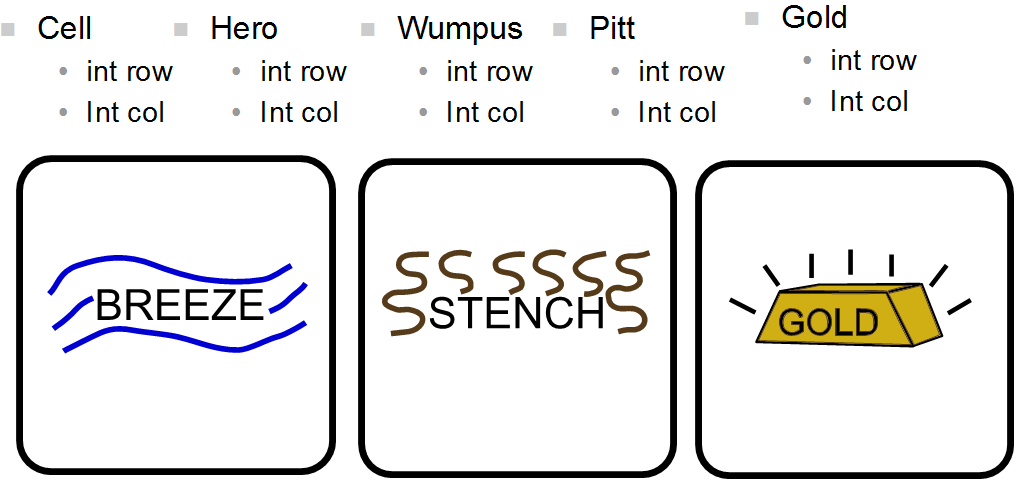 Cell
int row
Int col
Hero
int row
Int col
Wumpus
int row
Int col
Pitt
int row
Int col
Gold
int row
Int col
BREEZE
STENCH
GOLD